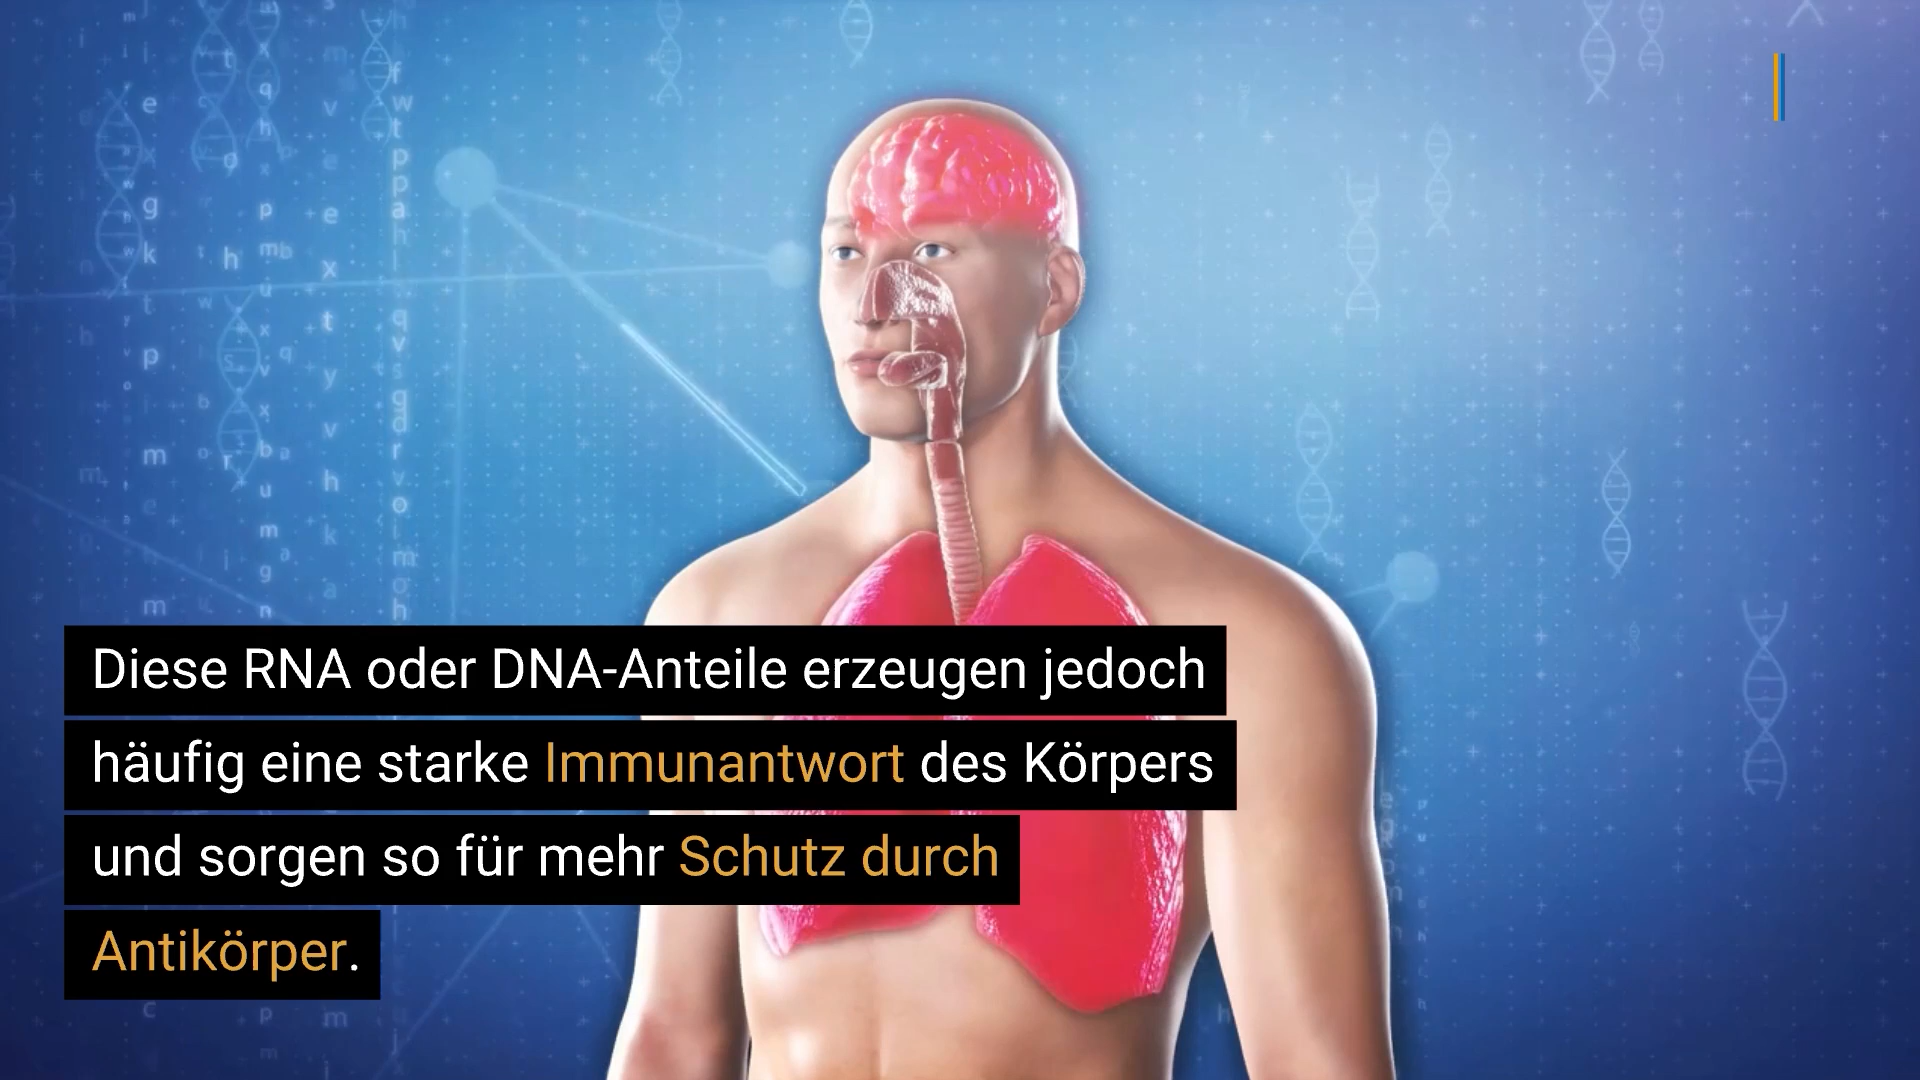 Diese RNA oder DNA-Anteile erzeugen jedoch
häufig eine starke Immunantwort des Körpers
und sorgen so für mehr Schutz durch
Antikörper.